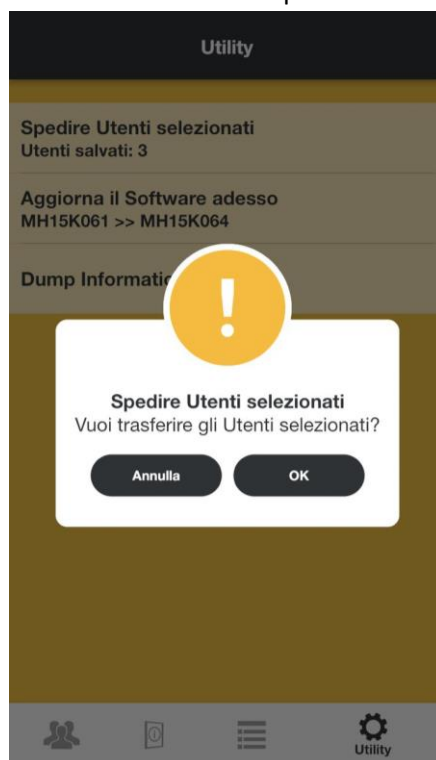 Utility
Spedire Utenti selezionati
Utenti salvati: 3
Aggiorna il Software adesso
MH15K061 >> MH15K064
Dump Informatio
!
Spedire Utenti selezionati
Vuoi trasferire gli Utenti selezionati?
Annulla OK
Utility